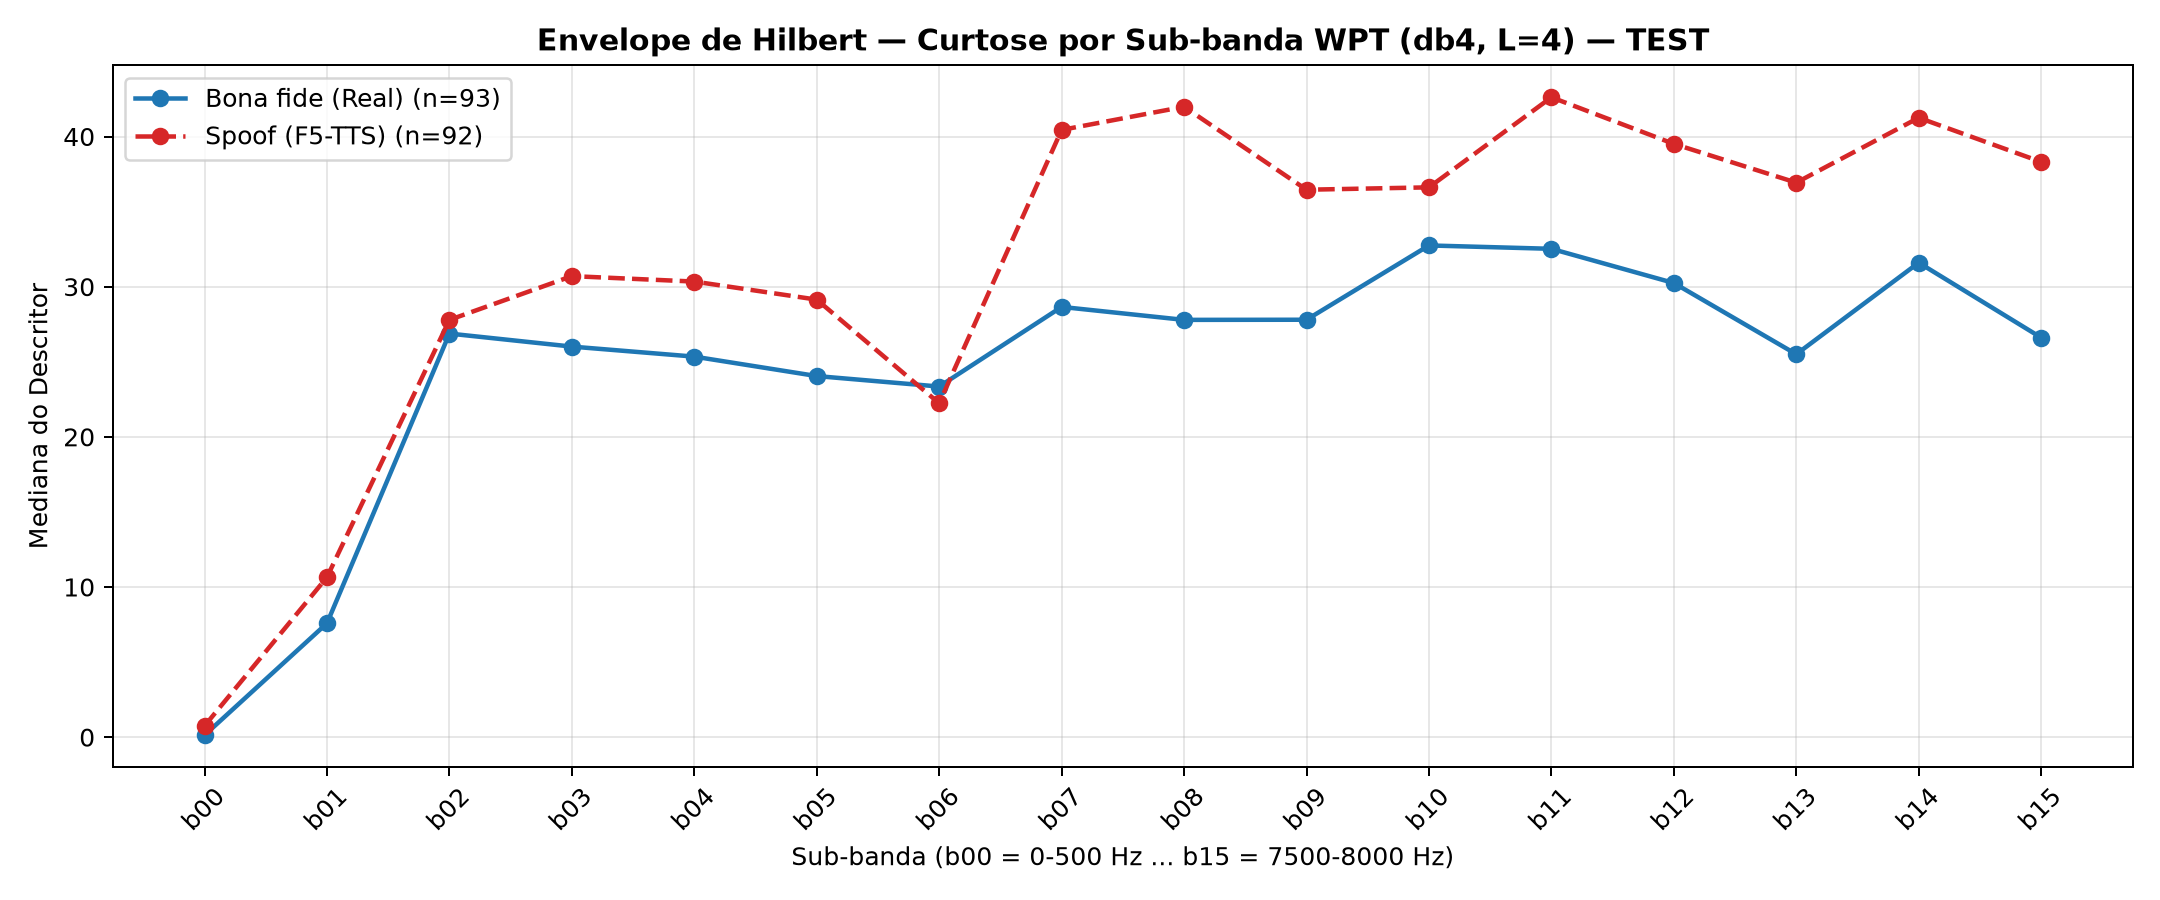 Envelope de Hilbert — Curtose por Sub-banda WPT (db4, L=4) — TEST
Bona fide (Real) (n=93)
Spoof (F5-TTS) (n=92)
Mediana do Descritor
40
30
20
10
0
b00 b01 b02 b03 b04 b05 b06 b07 b08 b09 b10 b11 b12 b13 b14 b15
Sub-banda (b00 = 0-500 Hz ... b15 = 7500-8000 Hz)